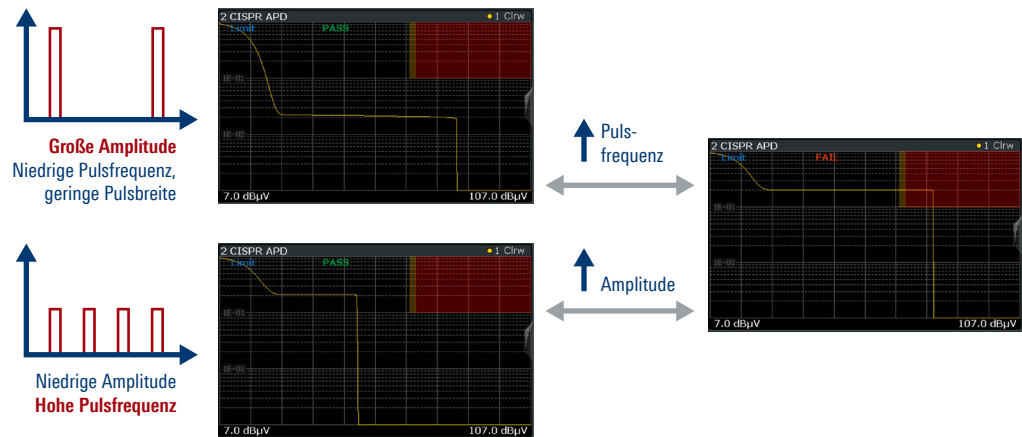 2 CISPR APD
1 Clrw
Limit
PASS
1E-01
1E-02
7.0 dBµV
107.0 dBµV
Große Amplitude
Niedrige Pulsfrequenz,
geringe Pulsbreite
2 CISPR APD
1 Clrw
Limit
PASS
1E-01
1E-02
7.0 dBµV
107.0 dBµV
Niedrige Amplitude
Hohe Pulsfrequenz
Puls-
frequenz
Amplitude
2 CISPR APD
1 Clrw
Limit
FAIL
1E-01
1E-02
7.0 dBµV
107.0 dBµV